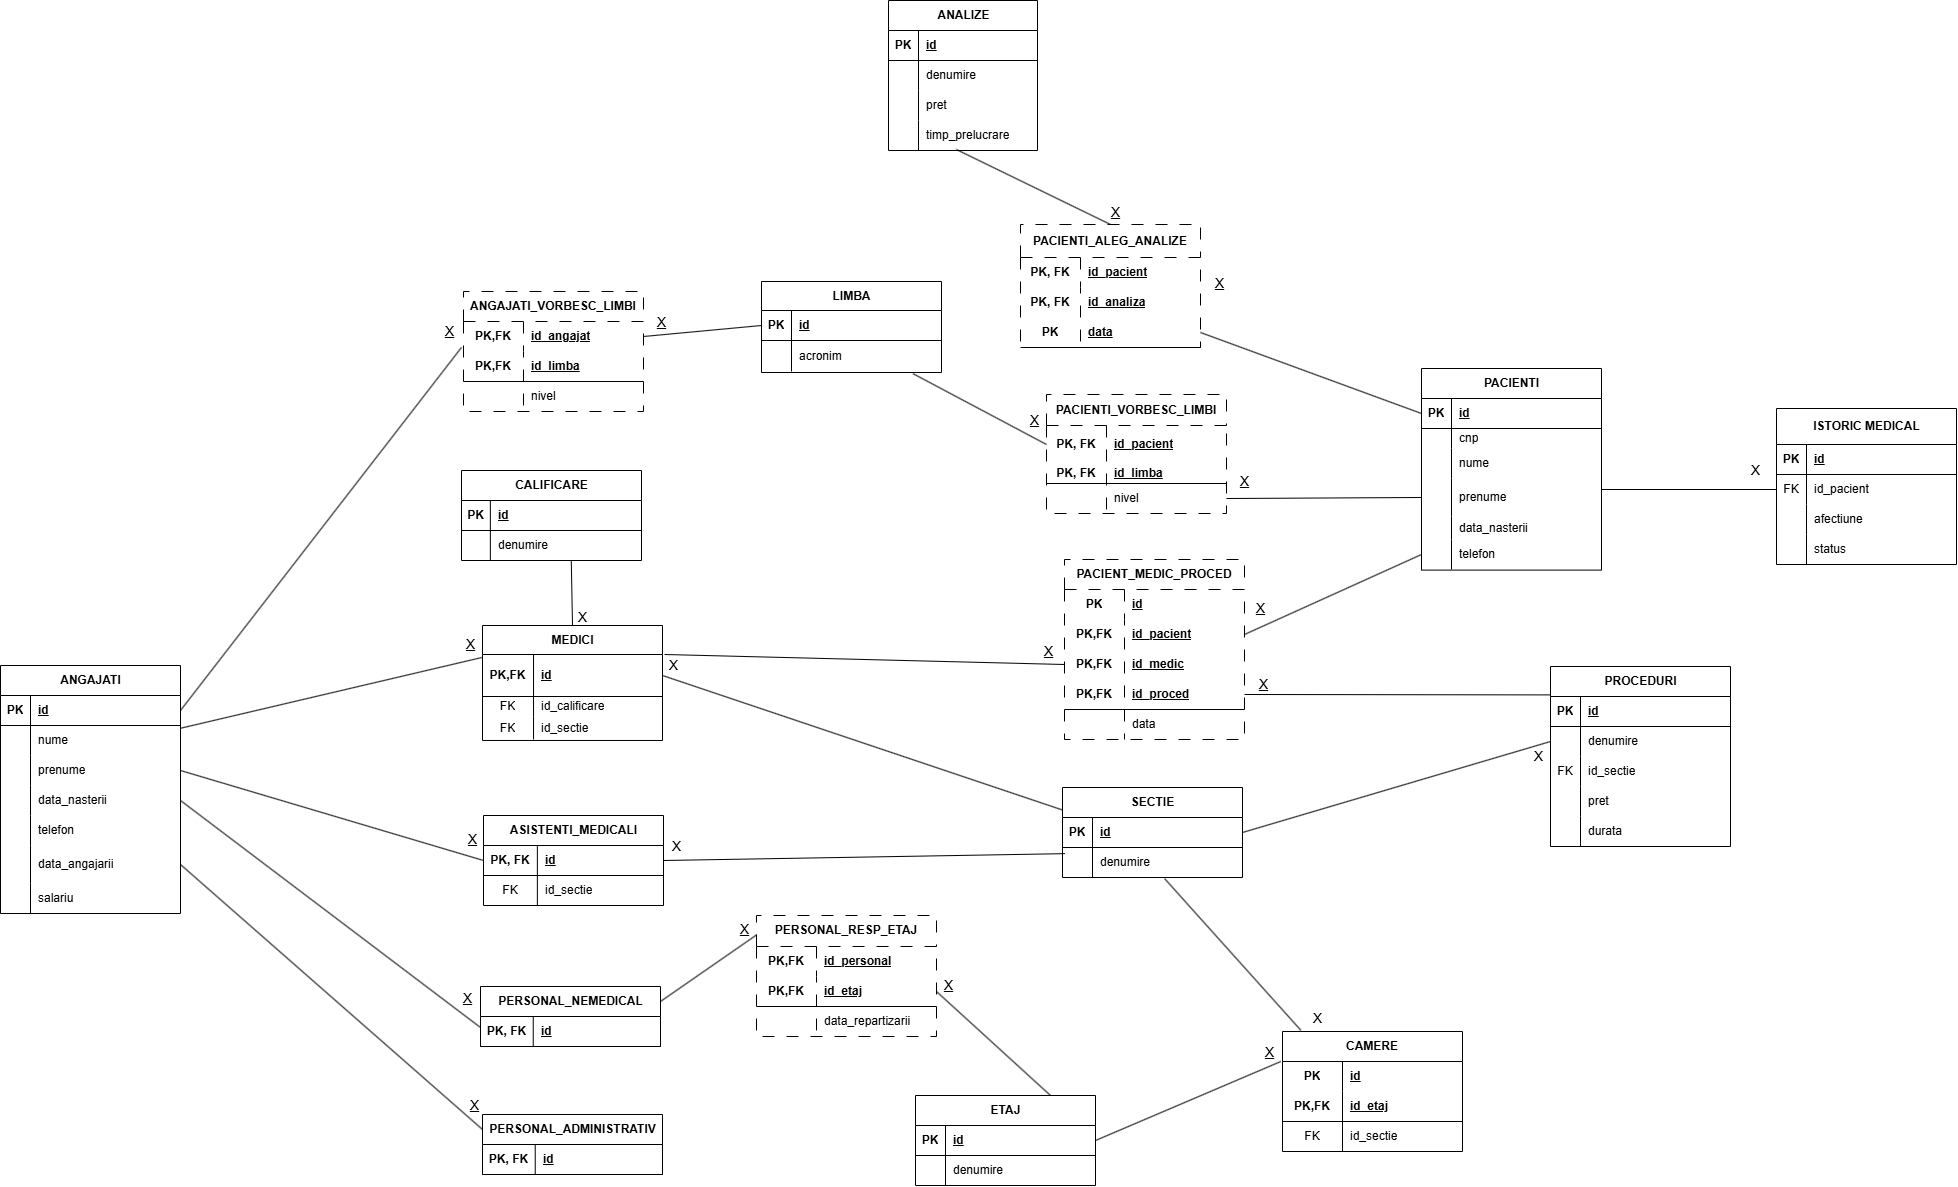 ANALIZE
PK id
denumire
pret
timp_prelucrare
X
PACIENTI_ALEG_ANALIZE
PK, FK id_pacient
PK, FK id_analiza
PK data
X
ANGAJATI_VORBESC_LIMBI
PK,FK id_angajat
PK,FK id_limba
nivel
X
X
LIMBA
PK id
acronim
PACIENTI_VORBESC_LIMBI
PK, FK id_pacient
PK, FK id_limba
nivel
X
X
PACIENTI
PK id
cnp
nume
prenume
data_nasterii
telefon
X
ISTORIC MEDICAL
PK id
FK id_pacient
afectiune
status
CALIFICARE
PK id
denumire
X
X
MEDICI
PK,FK id
FK id_calificare
FK id_sectie
X
X
PACIENT_MEDIC_PROCED
PK id
PK,FK id_pacient
PK,FK id_medic
PK,FK id_proced
data
X
X
PROCEDURI
PK id
denumire
FK id_sectie
pret
durata
X
ANGAJATI
PK id
nume
prenume
data_nasterii
telefon
data_angajarii
salariu
X
ASISTENTI_MEDICALI
PK, FK id
FK id_sectie
X
SECTIE
PK id
denumire
X
PERSONAL_NEMEDICAL
PK, FK id
X
PERSONAL_RESP_ETAJ
PK,FK id_personal
PK,FK id_etaj
data_repartizarii
X
X
X
CAMERE
PK id
PK,FK id_etaj
FK id_sectie
X
PERSONAL_ADMINISTRATIV
PK, FK id
ETAJ
PK id
denumire